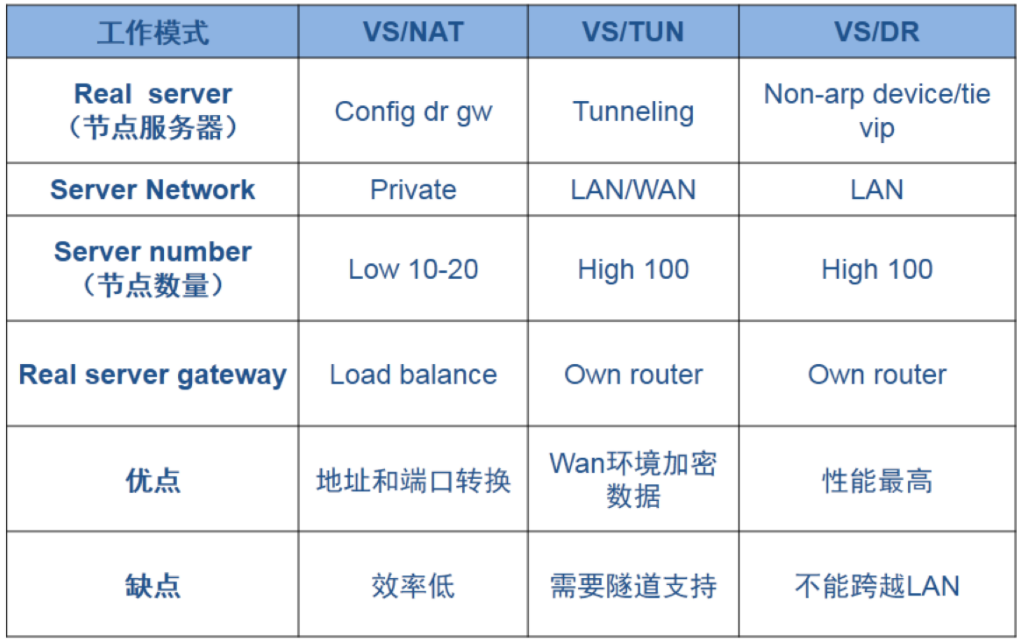 工作模式 VS/NAT VS/TUN VS/DR
Real server
（节点服务器）
Config dr gw
Tunneling
Non-arp device/tie
vip
Server Network Private LAN/WAN LAN
Server number
（节点数量）
Low 10-20
High 100
High 100
Real server gateway Load balance Own router Own router
优点
地址和端口转换
Wan环境加密
数据
性能最高
缺点 效率低 需要隧道支持 不能跨越LAN